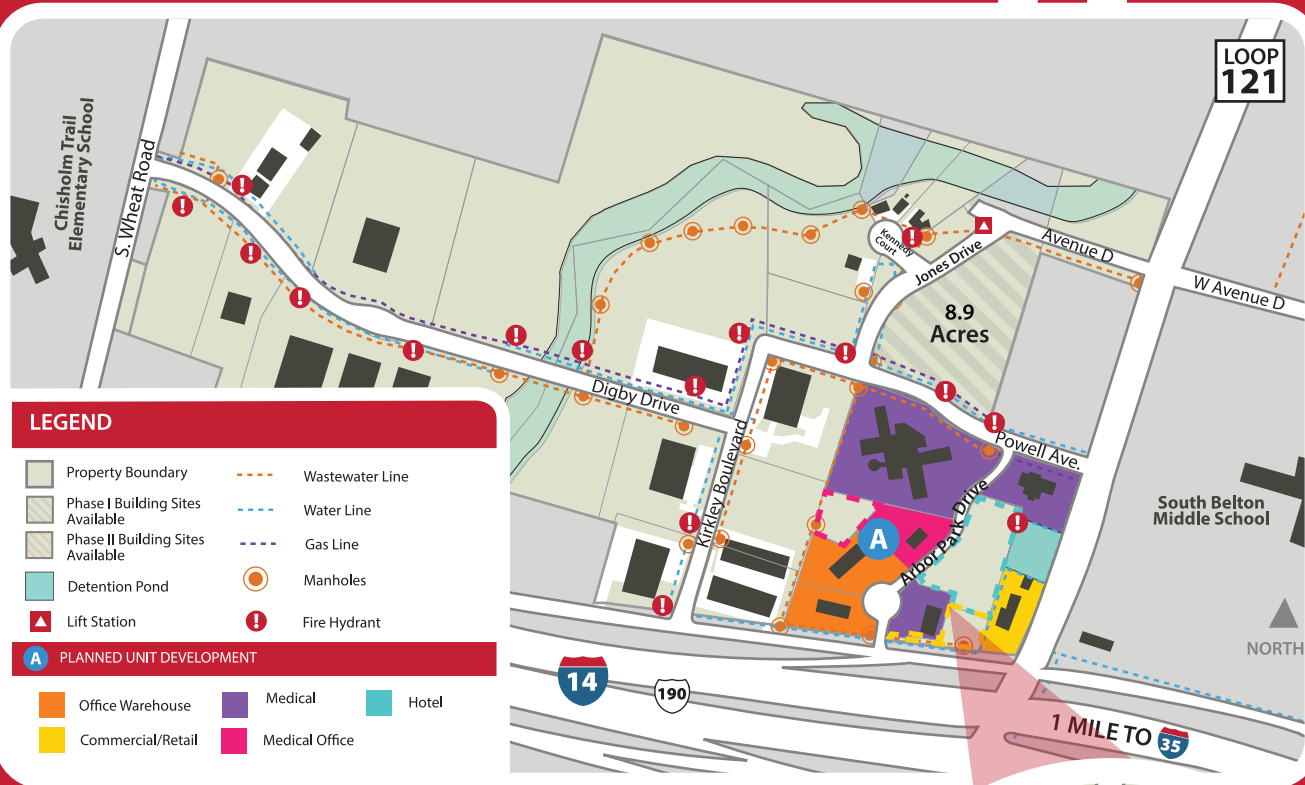 LOOP
121
Chisholm Trail
Elementary School
S. Wheat Road
Kennedy
Court
Jones Drive
Avenue D
W Avenue D
8.9
Acres
Digby Drive
Kirkley Boulevard
Powell Ave.
Arbor Park Drive
A
South Belton
Middle School
NORTH
14
190
1 MILE TO 35
LEGEND
Property Boundary
Phase I Building Sites
Available
Phase II Building Sites
Available
Detention Pond
Lift Station
Wastewater Line
Water Line
Gas Line
Manholes
Fire Hydrant
A PLANNED UNIT DEVELOPMENT
Office Warehouse
Medical
Hotel
Commercial/Retail
Medical Office